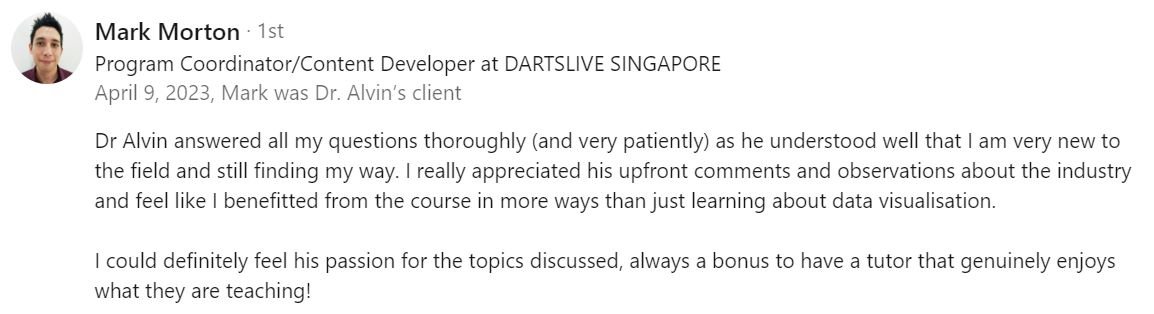 Mark Morton · 1st
Program Coordinator/Content Developer at DARTSLIVE SINGAPORE
April 9, 2023, Mark was Dr. Alvin’s client
Dr Alvin answered all my questions thoroughly (and very patiently) as he understood well that I am very new to
the field and still finding my way. I really appreciated his upfront comments and observations about the industry
and feel like I benefitted from the course in more ways than just learning about data visualisation.
I could definitely feel his passion for the topics discussed, always a bonus to have a tutor that genuinely enjoys
what they are teaching!